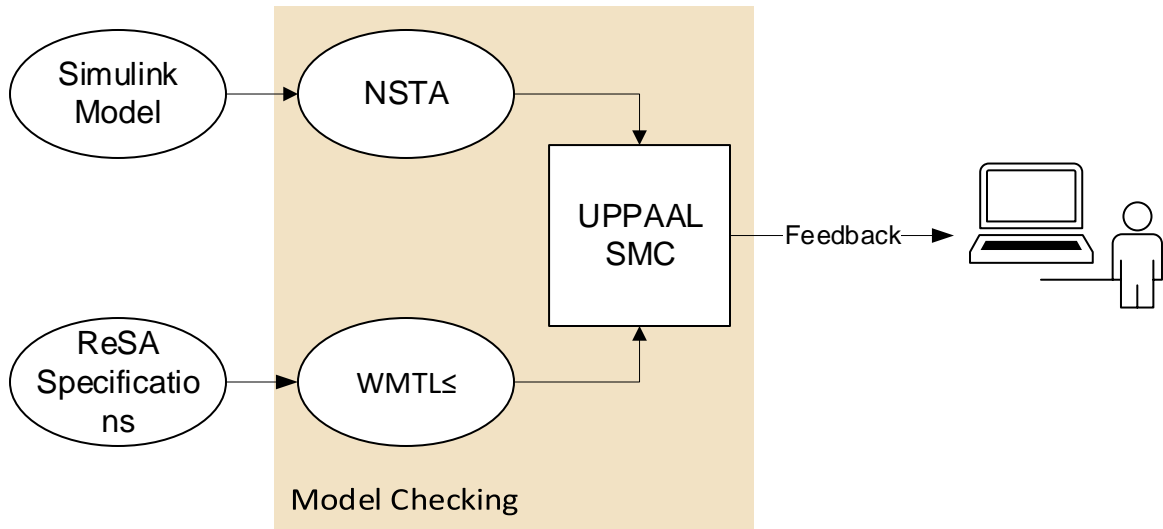 Simulink
Model
NSTA
UPPAAL
SMC
Feedback
ReSA
Specificatio
ns
WMTL≤
Model Checking